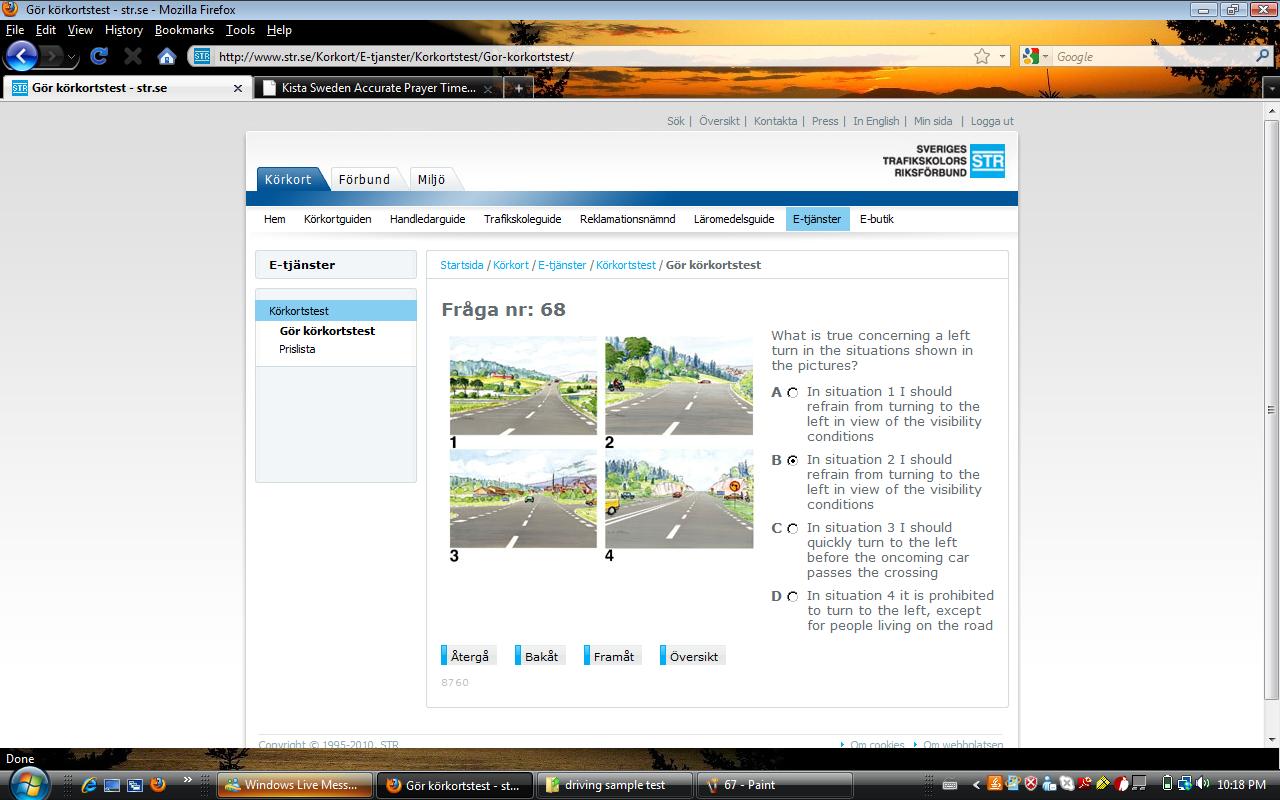 Gör körkortstest - str.se - Mozilla Firefox
File Edit View History Bookmarks Tools Help
STR http://www.str.se/Korkort/E-tjanster/Korkortstest/Gor-korkortstest/ Google
STR Gör körkortstest - str.se Kista Sweden Accurate Prayer Time...
Sök | Översikt | Kontakta | Press | In English | Min sida | Logga ut
SVERIGES
TRAFIKSKOLORS
RIKSFÖRBUND
STR
Körkort Förbund Miljö
Hem Körkortguiden Handledarguide Trafikskoleguide Reklamationsnämnd Läromedelsguide E-tjänster E-butik
E-tjänster
Körkortstest
Gör körkortstest
Prislista
Startsida / Körkort / E-tjänster / Körkortstest / Gör körkortstest
Fråga nr: 68
1
2
3
4
What is true concerning a left
turn in the situations shown in
the pictures?
A In situation 1 I should
refrain from turning to the
left in view of the visibility
conditions
B In situation 2 I should
refrain from turning to the
left in view of the visibility
conditions
C In situation 3 I should
quickly turn to the left
before the oncoming car
passes the crossing
D In situation 4 it is prohibited
to turn to the left, except
for people living on the road
Återgå Bakåt Framåt Översikt
8760
Copyright © 1995-2010, STR Om cookies Om webbplatsen
Done
Windows Live Mess... Gör körkortstest - st... driving sample test 67 - Paint 10:18 PM